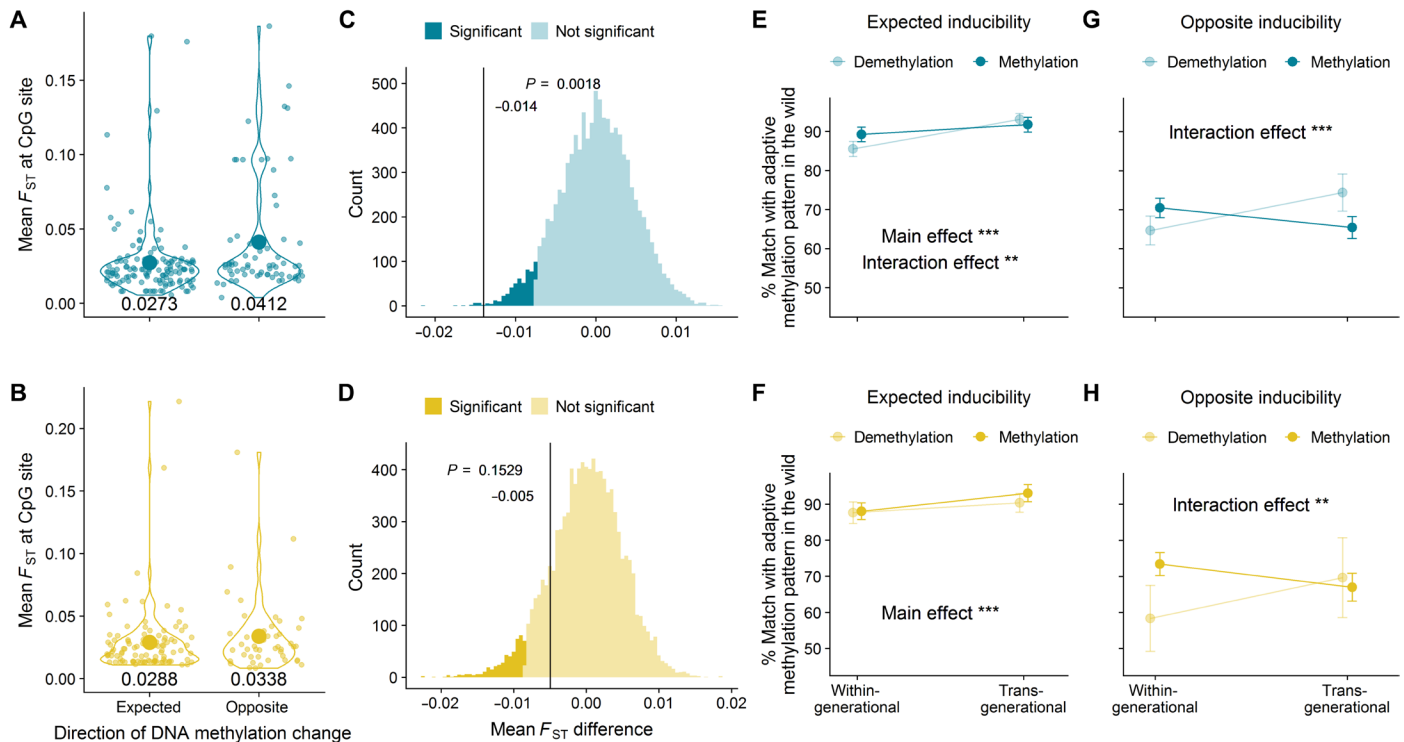 A
Mean FST at CpG site
0.15
0.10
0.05
0.00
0.0273
0.0412
B
Mean FST at CpG site
0.20
0.15
0.10
0.05
0.00
0.0288
0.0338
Expected
Opposite
Direction of DNA methylation change
C
Significant
Not significant
P = 0.0018
−0.014
Count
500
400
300
200
100
0
−0.02
−0.01
0.00
0.01
D
Significant
Not significant
P = 0.1529
−0.005
Count
400
300
200
100
0
−0.02
−0.01
0.00
0.01
0.02
Mean FST difference
E
Expected inducibility
Demethylation
Methylation
% Match with adaptive
methylation pattern in the wild
90
80
70
60
50
Main effect ***
Interaction effect **
F
Expected inducibility
Demethylation
Methylation
% Match with adaptive
methylation pattern in the wild
90
80
70
60
50
Main effect ***
Within-
generational
Trans-
generational
G
Opposite inducibility
Demethylation
Methylation
Interaction effect ***
H
Opposite inducibility
Demethylation
Methylation
Interaction effect **
Within-
generational
Trans-
generational